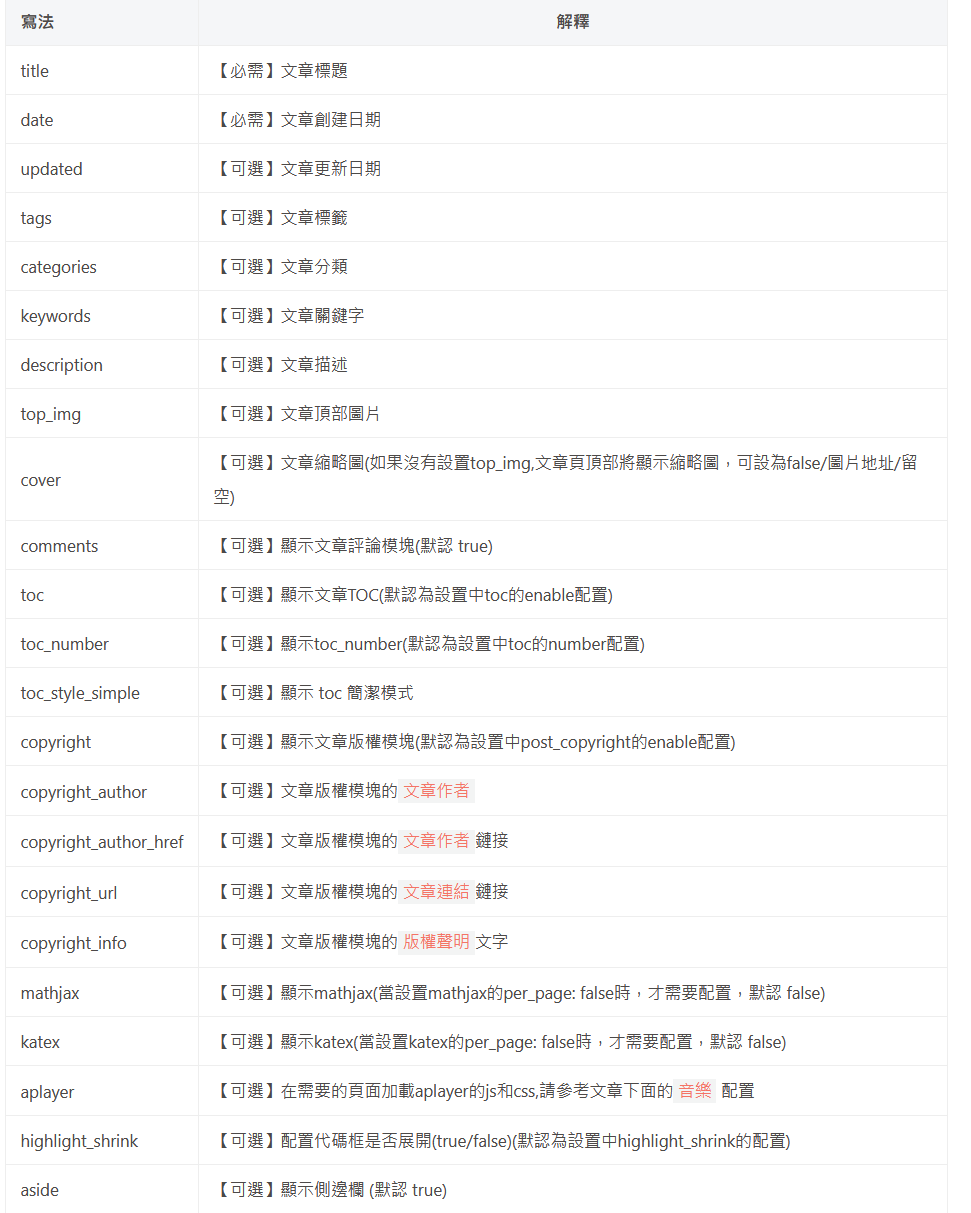 寫法 解釋
title 【必需】文章標題
date 【必需】文章創建日期
updated 【可選】文章更新日期
tags 【可選】文章標籤
categories 【可選】文章分類
keywords 【可選】文章關鍵字
description 【可選】文章描述
top_img 【可選】文章頂部圖片
cover 【可選】文章縮略圖(如果沒有設置top_img,文章頁頂部將顯示縮略圖，可設為false/圖片地址/留
空)
comments 【可選】顯示文章評論模塊(默認 true)
toc 【可選】顯示文章TOC(默認為設置中toc的enable配置)
toc_number 【可選】顯示toc_number(默認為設置中toc的number配置)
toc_style_simple 【可選】顯示 toc 簡潔模式
copyright 【可選】顯示文章版權模塊(默認為設置中post_copyright的enable配置)
copyright_author 【可選】文章版權模塊的 文章作者
copyright_author_href 【可選】文章版權模塊的 文章作者 鏈接
copyright_url 【可選】文章版權模塊的 文章連結 鏈接
copyright_info 【可選】文章版權模塊的 版權聲明 文字
mathjax 【可選】顯示mathjax(當設置mathjax的per_page: false時，才需要配置，默認 false)
katex 【可選】顯示katex(當設置katex的per_page: false時，才需要配置，默認 false)
aplayer 【可選】在需要的頁面加載aplayer的js和css,請參考文章下面的 音樂 配置
highlight_shrink 【可選】配置代碼框是否展開(true/false)(默認為設置中highlight_shrink的配置)
aside 【可選】顯示側邊欄 (默認 true)